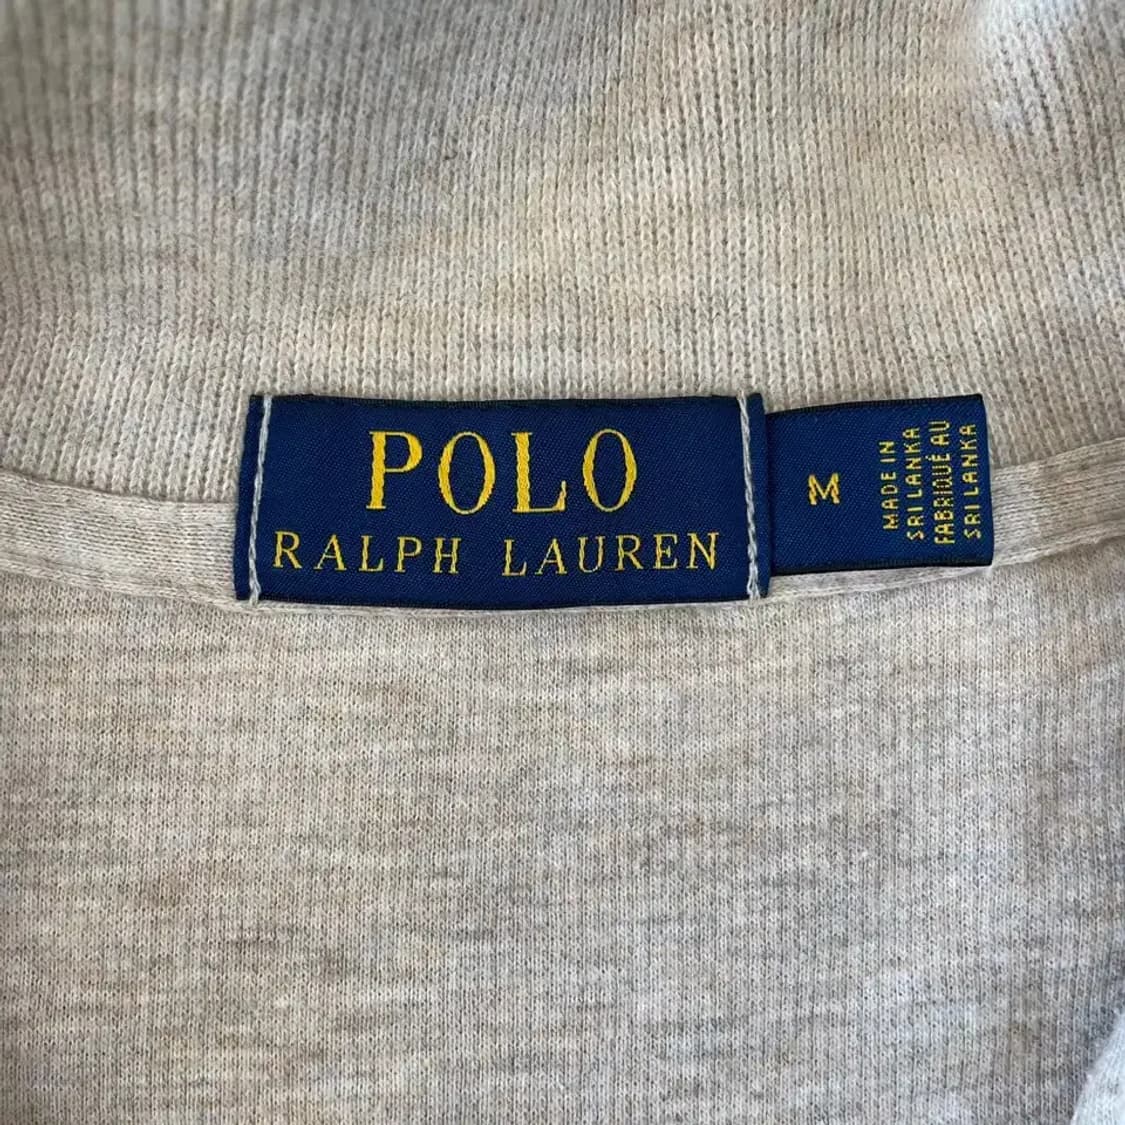 POLO
RALPH LAUREN
M
MADE IN
SRI LANKA
FABRIQUÉ AU
SRI LANKA